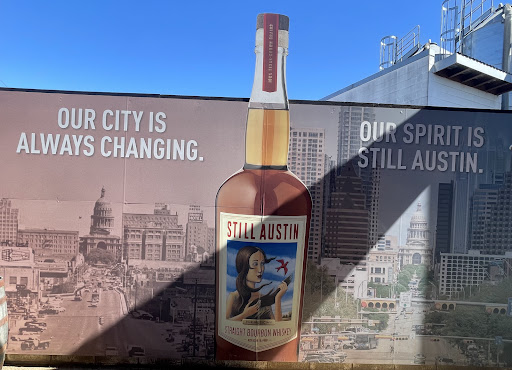 OUR CITY IS
ALWAYS CHANGING.
OUR SPIRIT IS
STILL AUSTIN.
STILL AUSTIN
STRAIGHT BOURBON WHISKEY